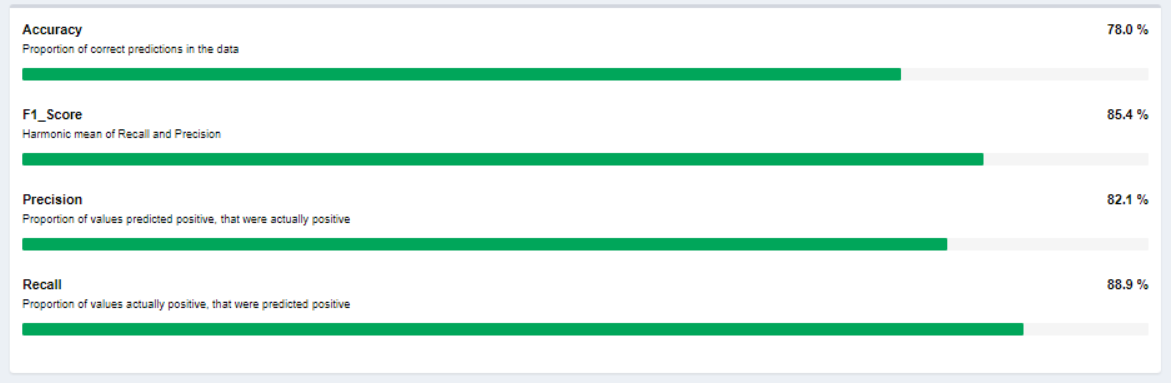 Accuracy 78.0 %
Proportion of correct predictions in the data
F1_Score 85.4 %
Harmonic mean of Recall and Precision
Precision 82.1 %
Proportion of values predicted positive, that were actually positive
Recall 88.9 %
Proportion of values actually positive, that were predicted positive